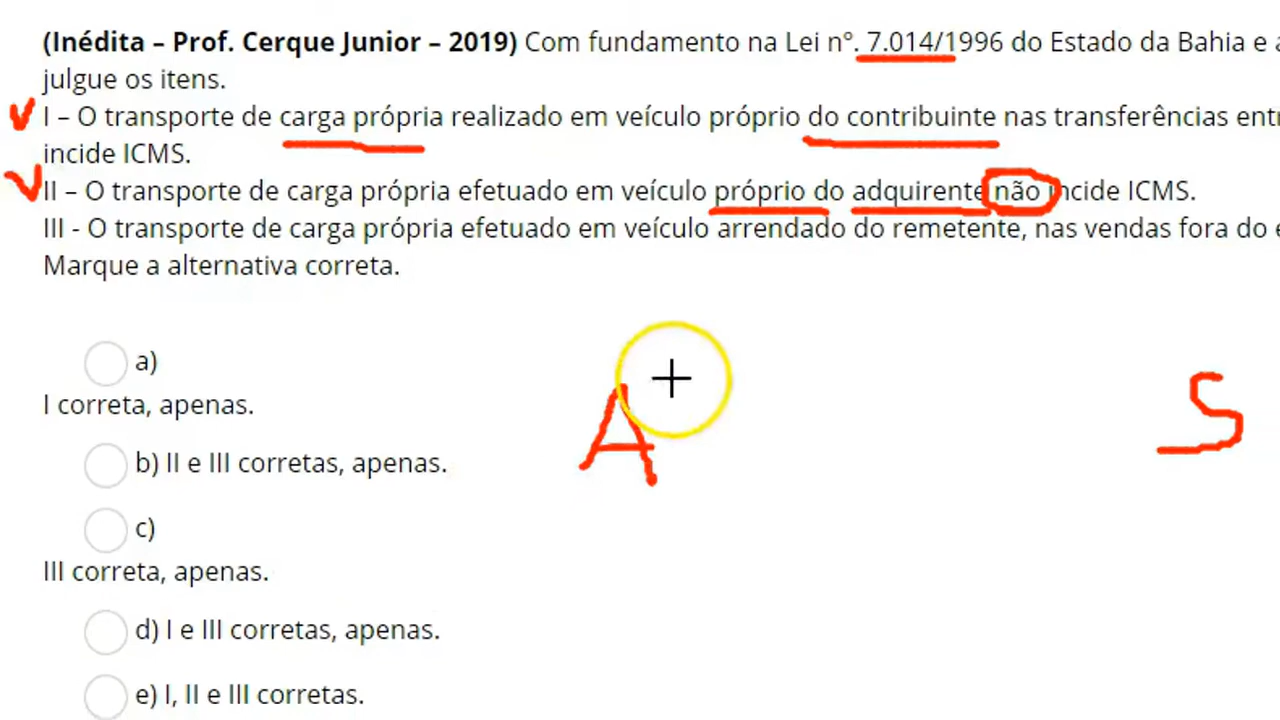 (Inédita – Prof. Cerque Junior – 2019) Com fundamento na Lei nº. 7.014/1996 do Estado da Bahia e
julgue os itens.
V I – O transporte de carga própria realizado em veículo próprio do contribuinte nas transferências
incide ICMS.
V II – O transporte de carga própria efetuado em veículo próprio do adquirente não incide ICMS.
III - O transporte de carga própria efetuado em veículo arrendado do remetente, nas vendas fora do
Marque a alternativa correta.
a)
I correta, apenas.
A
S
b) II e III corretas, apenas.
c)
III correta, apenas.
d) I e III corretas, apenas.
e) I, II e III corretas.